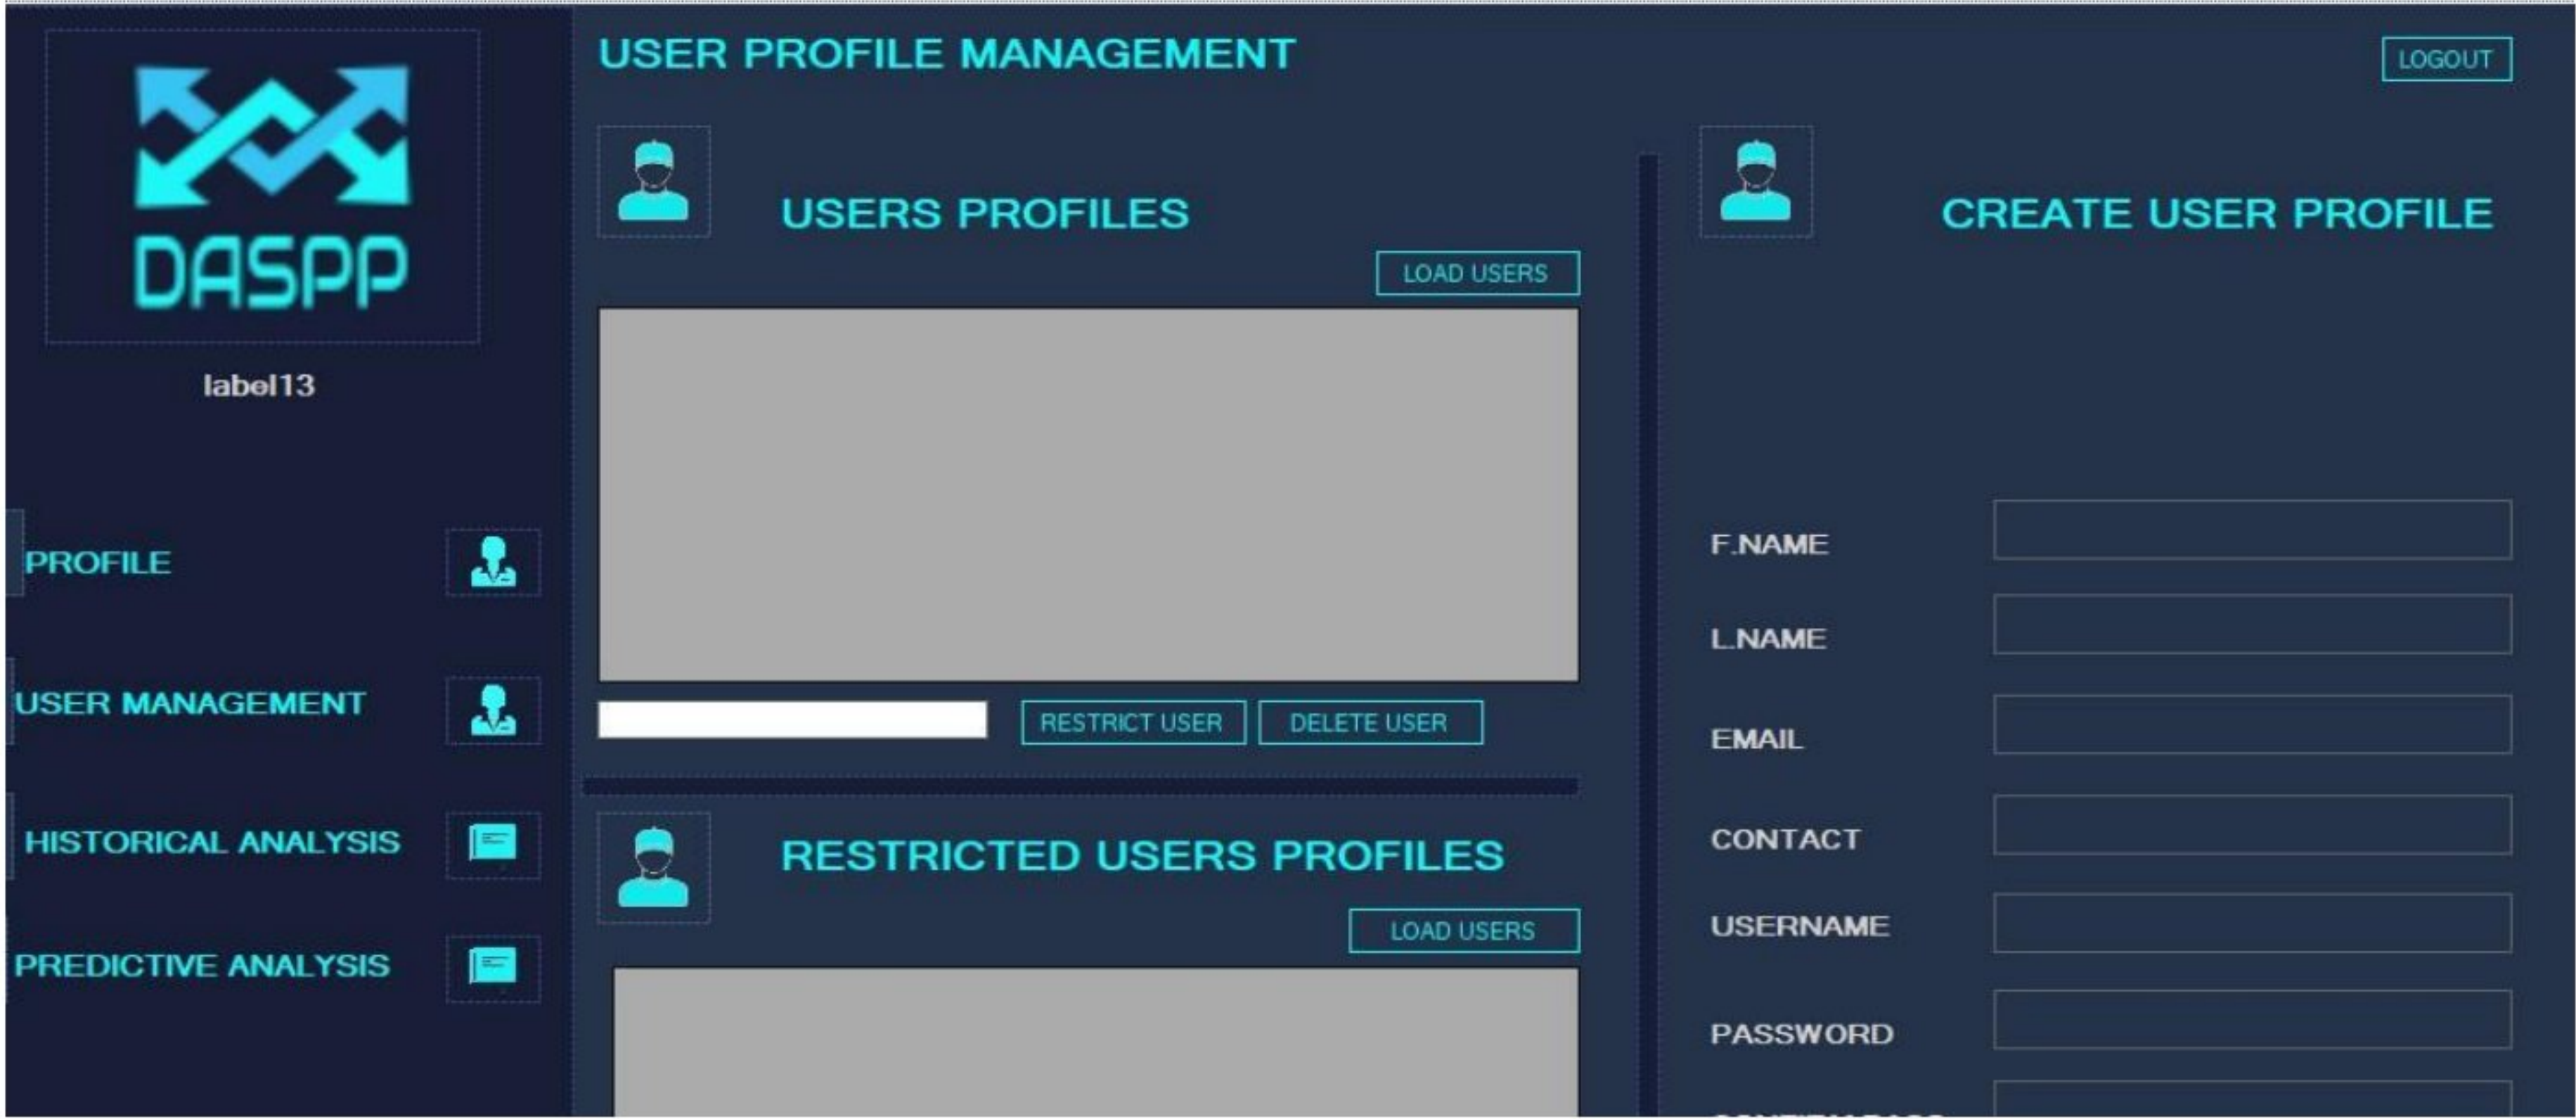 DASPP
label13
PROFILE
USER MANAGEMENT
HISTORICAL ANALYSIS
PREDICTIVE ANALYSIS
USER PROFILE MANAGEMENT
LOGOUT
USERS PROFILES
LOAD USERS
RESTRICT USER
DELETE USER
RESTRICTED USERS PROFILES
LOAD USERS
CREATE USER PROFILE
F.NAME
L.NAME
EMAIL
CONTACT
USERNAME
PASSWORD